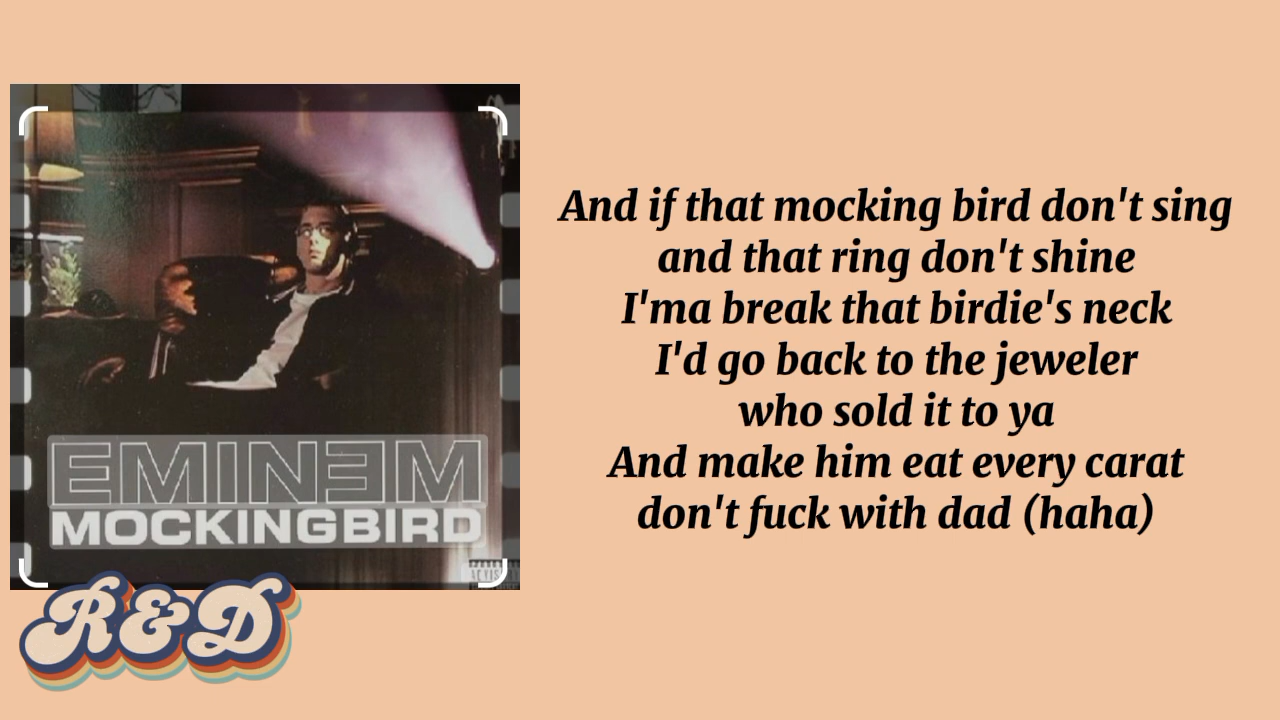 EMINEM
MOCKINGBIRD
R&D
And if that mocking bird don't sing
and that ring don't shine
I'ma break that birdie's neck
I'd go back to the jeweler
who sold it to ya
And make him eat every carat
don't fuck with dad (haha)